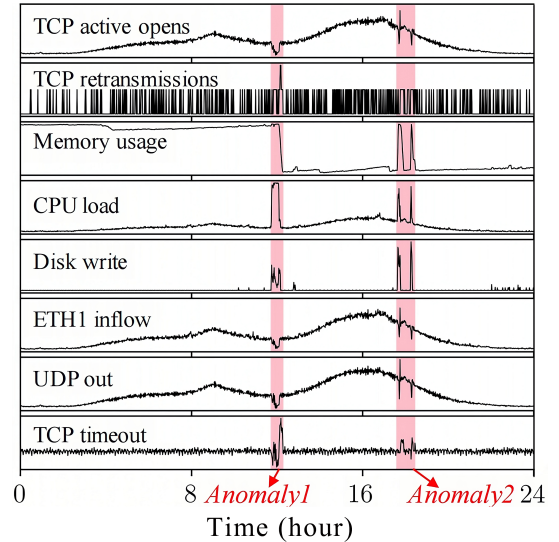 TCP active opens
TCP retransmissions
Memory usage
CPU load
Disk write
ETH1 inflow
UDP out
TCP timeout
0 8 Anomaly1 16 Anomaly2 24
Time (hour)